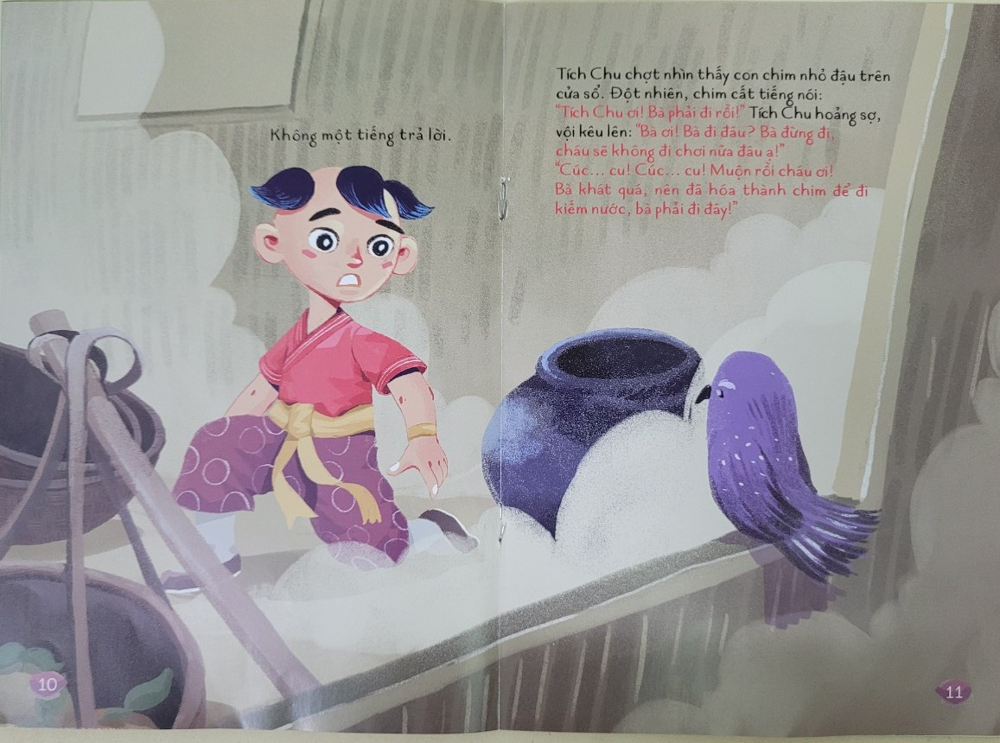 Không một tiếng trả lời.
Tích Chu chợt nhìn thấy con chim nhỏ đậu trên
cửa sổ. Đột nhiên, chim cất tiếng nói:
“Tích Chu ơi! Bà phải đi rồi!” Tích Chu hoảng sợ,
vội kêu lên: “Bà ơi! Bà đi đâu? Bà đừng đi,
cháu sẽ không đi chơi nữa đâu ạ!”
“Cúc... cu! Cúc... cu! Muộn rồi cháu ơi!
Bà khát quá, nên đã hóa thành chim để đi
kiếm nước, bà phải đi đây!”
10
11